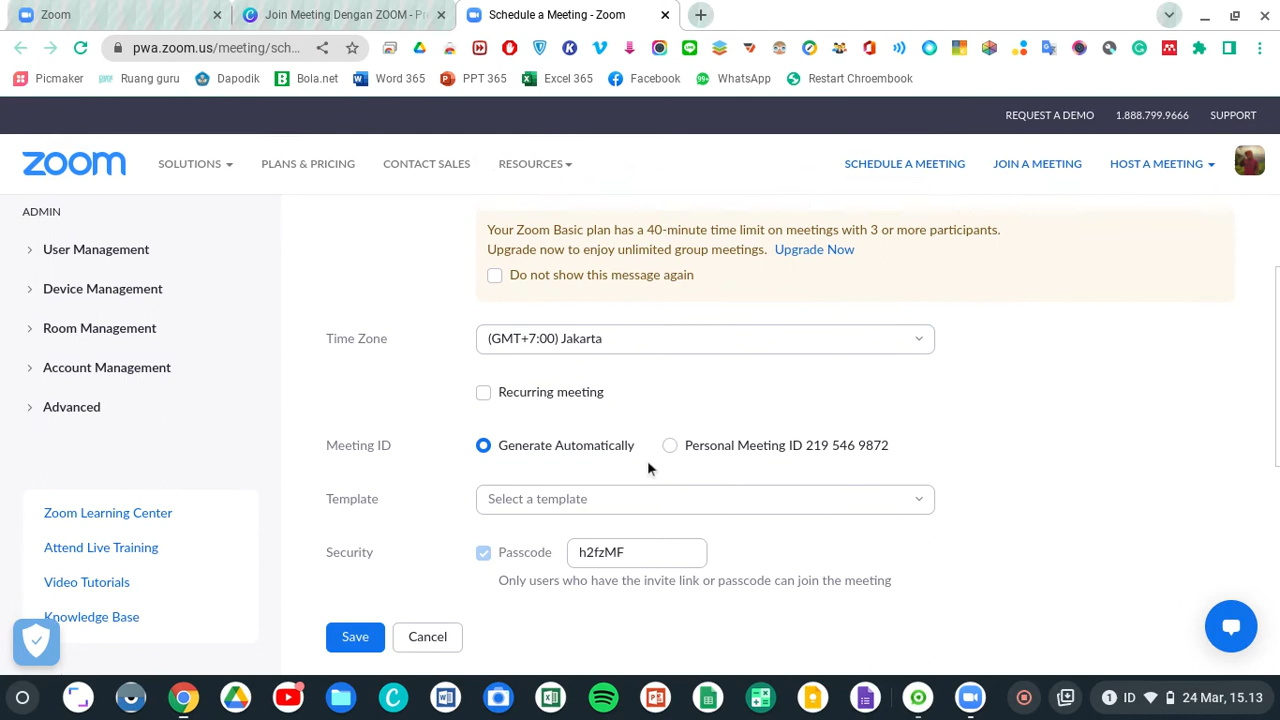 Zoom
Join Meeting Dengan ZOOM - Pre
Schedule a Meeting - Zoom
pwa.zoom.us/meeting/sch...
Picmaker
Ruang guru
Dapodik
Bola.net
Word 365
PPT 365
Excel 365
Facebook
99+
WhatsApp
Restart Chroembook
REQUEST A DEMO
1.888.799.9666
SUPPORT
zoom
SOLUTIONS
PLANS & PRICING
CONTACT SALES
RESOURCES
SCHEDULE A MEETING
JOIN A MEETING
HOST A MEETING
ADMIN
User Management
Device Management
Room Management
Account Management
Advanced
Zoom Learning Center
Attend Live Training
Video Tutorials
Knowledge Base
Your Zoom Basic plan has a 40-minute time limit on meetings with 3 or more participants.
Upgrade now to enjoy unlimited group meetings. Upgrade Now
Do not show this message again
Time Zone
(GMT+7:00) Jakarta
Recurring meeting
Meeting ID
Generate Automatically
Personal Meeting ID 219 546 9872
Template
Select a template
Security
Passcode
h2fzMF
Only users who have the invite link or passcode can join the meeting
Save
Cancel
1 ID
24 Mar, 15.13